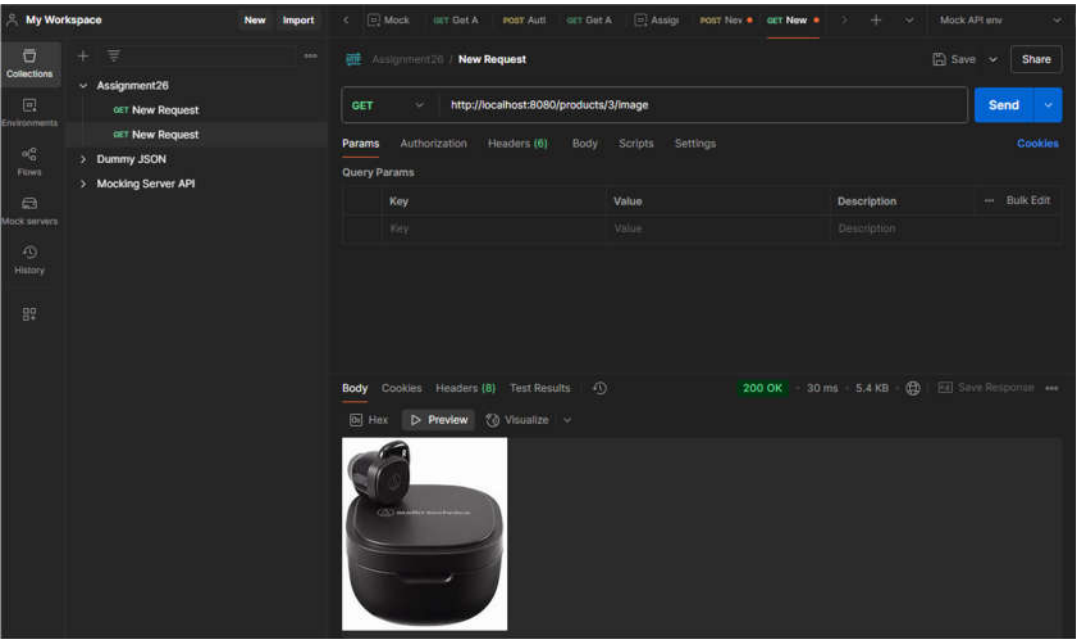 My Workspace
New
Import
Mock
GET Get A
POST Autl
GET Get A
Assign
POST Nev
GET New
Mock API env
Collections
Environments
Flows
Mock servers
History
Assignment26
GET New Request
GET New Request
Dummy JSON
Mocking Server API
Assignment26 / New Request
Save
Share
GET
http://localhost:8080/products/3/image
Send
Params
Authorization
Headers (6)
Body
Scripts
Settings
Cookies
Query Params
Key
Value
Description
Bulk Edit
Key
Value
Description
Body
Cookies
Headers (8)
Test Results
200 OK
30 ms
5.4 KB
Save Response
Hex
Preview
Visualize
audio-technica